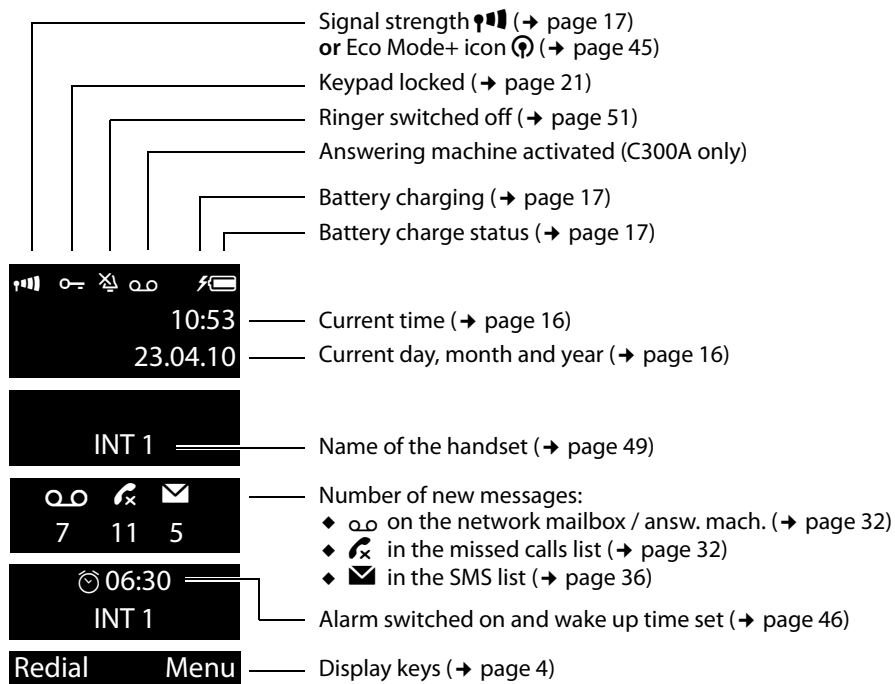 Signal strength (➔ page 17)
or Eco Mode+ icon (➔ page 45)
Keypad locked (➔ page 21)
Ringer switched off (➔ page 51)
Answering machine activated (C300A only)
Battery charging (➔ page 17)
Battery charge status (➔ page 17)
10:53
Current time (➔ page 16)
23.04.10
Current day, month and year (➔ page 16)
INT 1
Name of the handset (➔ page 49)
Number of new messages:
7 11 5
◆ on the network mailbox / answ. mach. (➔ page 32)
◆ in the missed calls list (➔ page 32)
◆ in the SMS list (➔ page 36)
06:30
INT 1
Alarm switched on and wake up time set (➔ page 46)
Redial Menu
Display keys (➔ page 4)